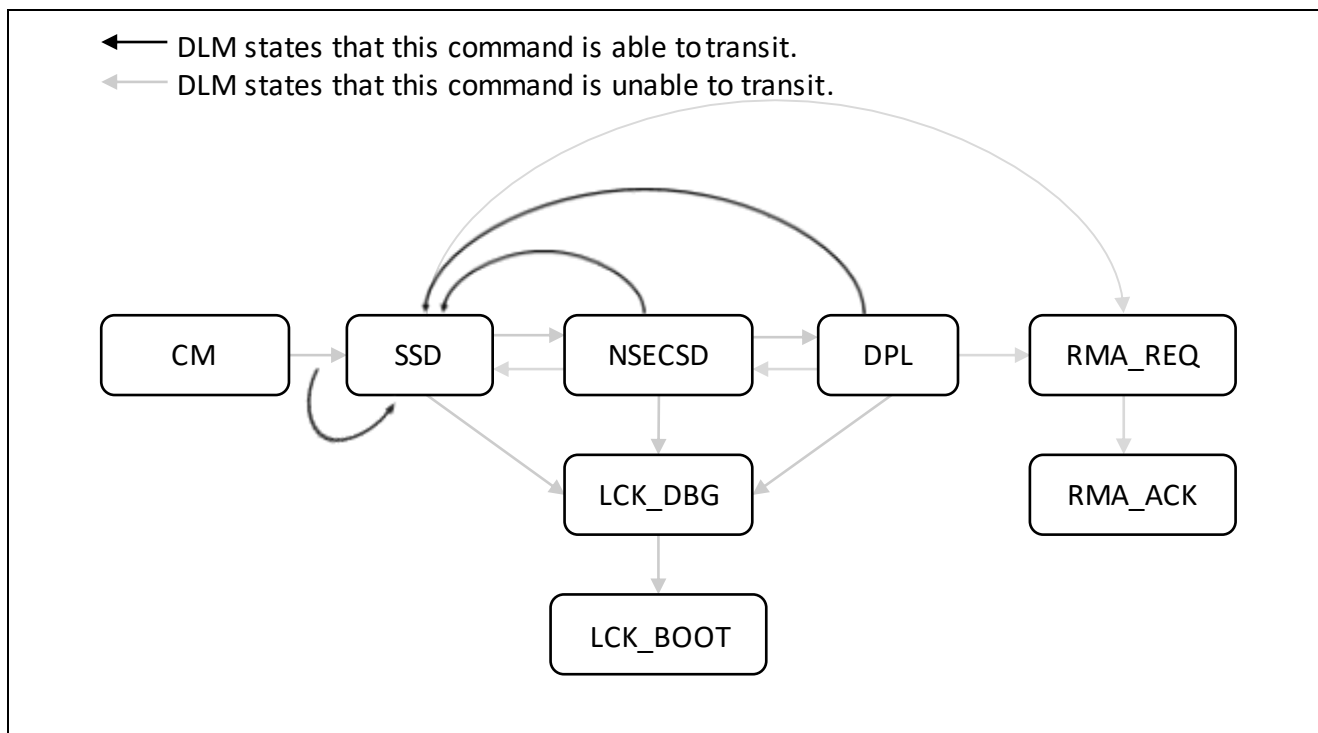 DLM states that this command is able to transit.
DLM states that this command is unable to transit.
CM
SSD
NSECSD
DPL
RMA_REQ
LCK_DBG
RMA_ACK
LCK_BOOT